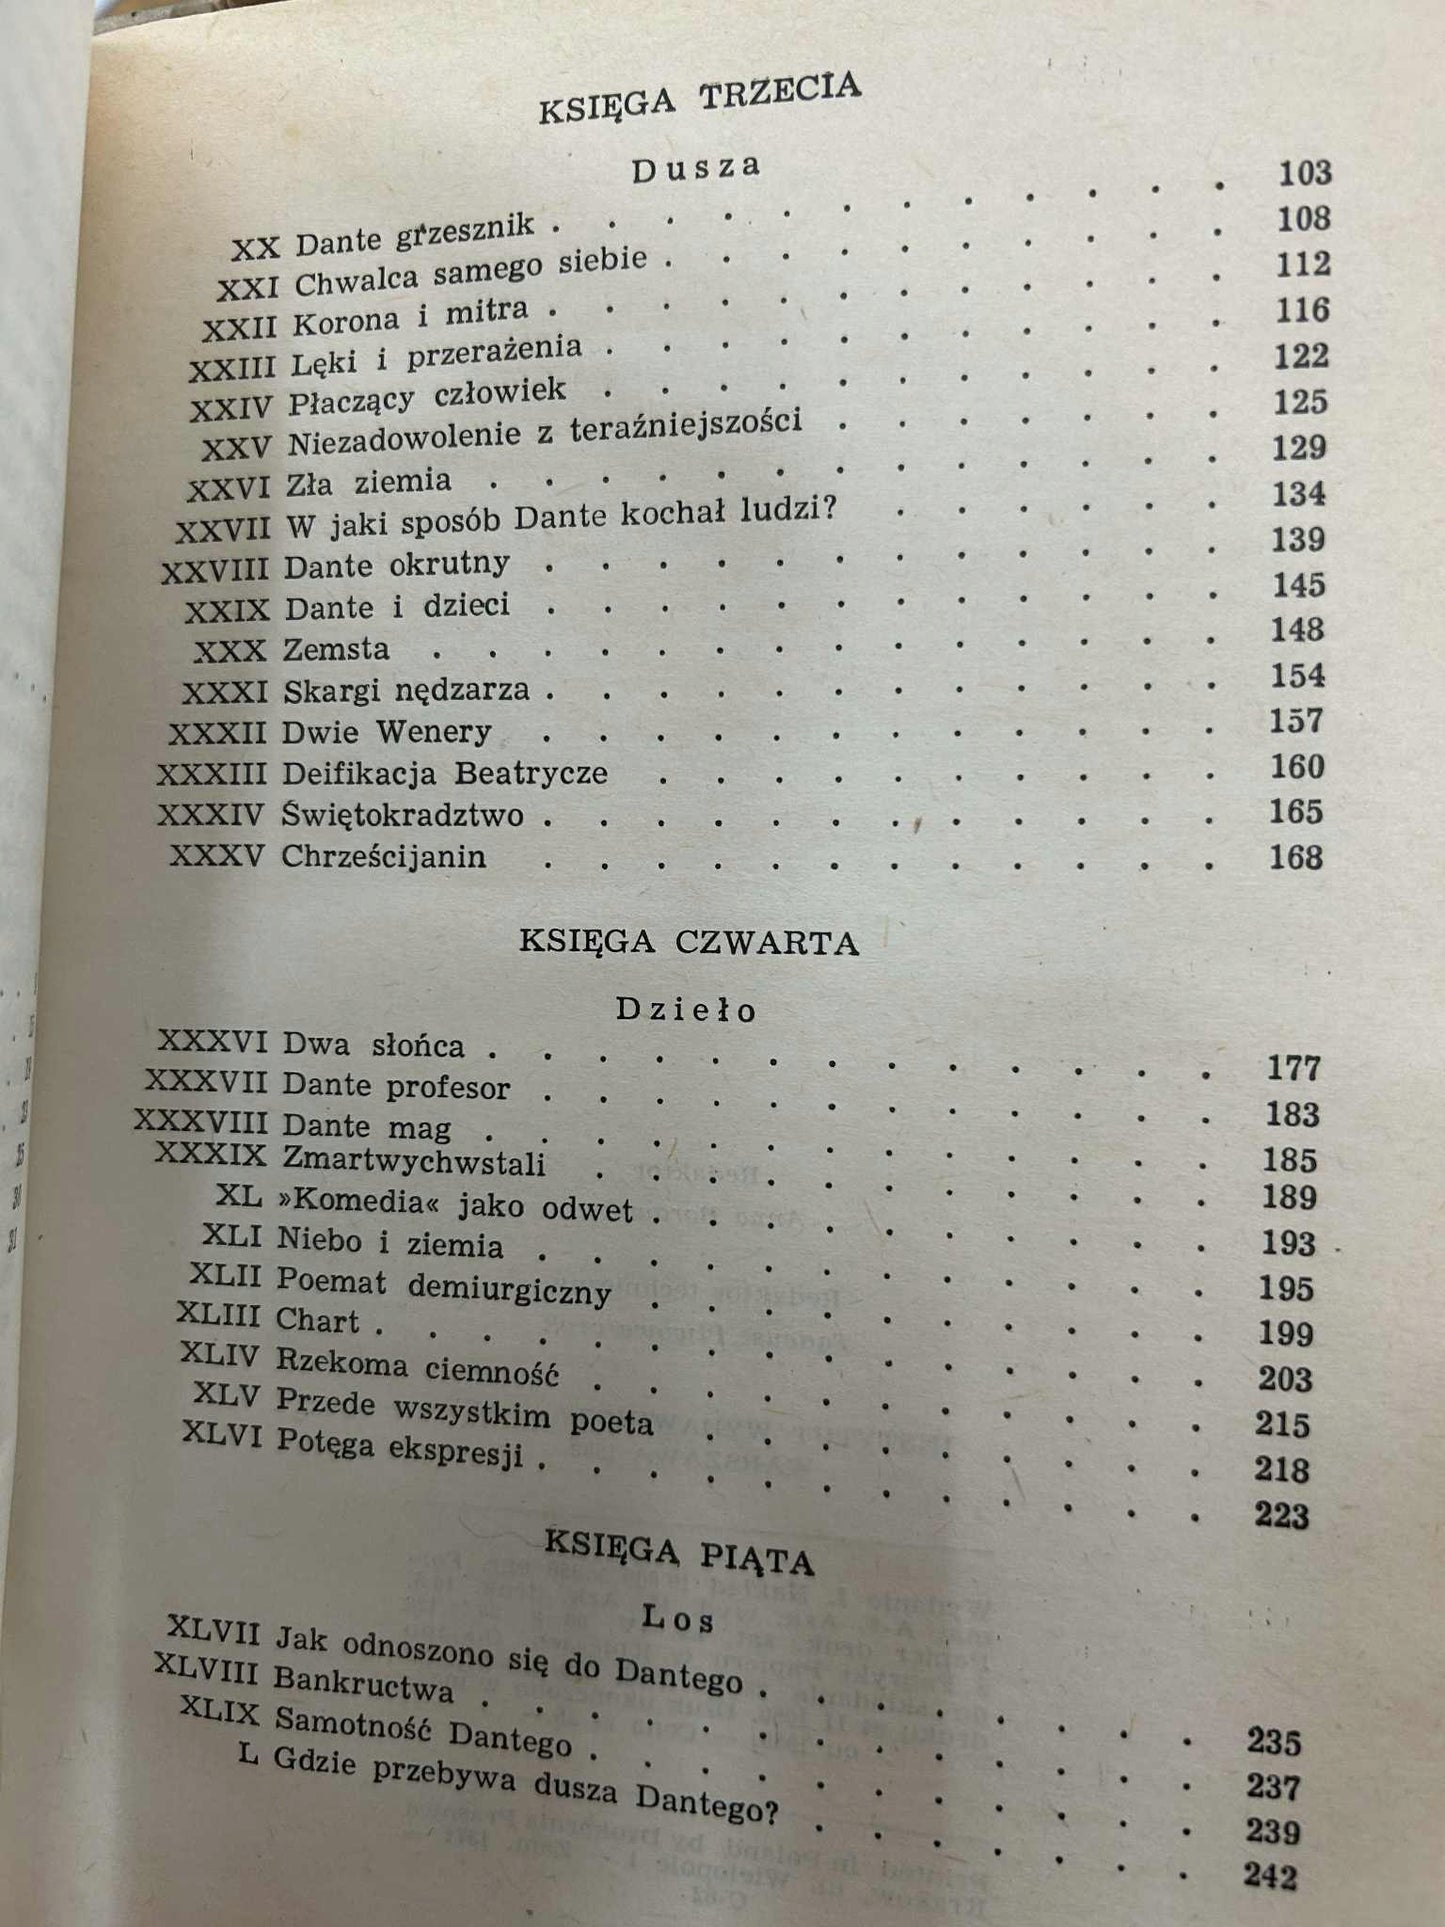 KSIĘGA TRZECIA
Dusza
XX Dante grzesznik . . . . . . . . . . . . 103
XXI Chwalca samego siebie . . . . . . . . . . 108
XXII Korona i mitra . . . . . . . . . . . . 112
XXIII Lęki i przerażenia . . . . . . . . . . . 116
XXIV Płaczący człowiek . . . . . . . . . . . 122
XXV Niezadowolenie z teraźniejszości . . . . . . . 125
XXVI Zła ziemia . . . . . . . . . . . . . 129
XXVII W jaki sposób Dante kochał ludzi? . . . . . . 134
XXVIII Dante okrutny . . . . . . . . . . . . 139
XXIX Dante i dzieci . . . . . . . . . . . . 145
XXX Zemsta . . . . . . . . . . . . . . 148
XXXI Skargi nędzarza . . . . . . . . . . . . 154
XXXII Dwie Wenery . . . . . . . . . . . . 157
XXXIII Deifikacja Beatrycze . . . . . . . . . . 160
XXXIV Świętokradztwo . . . . . . . . . . . . 165
XXXV Chrześcijanin . . . . . . . . . . . . 168
KSIĘGA CZWARTA
Dzieło
XXXVI Dwa słońca . . . . . . . . . . . . . 177
XXXVII Dante profesor . . . . . . . . . . . . 183
XXXVIII Dante mag . . . . . . . . . . . . . 185
XXXIX Zmartwychwstali . . . . . . . . . . . 189
XL »Komedia« jako odwet . . . . . . . . . . 193
XLI Niebo i ziemia . . . . . . . . . . . . 195
XLII Poemat demiurgiczny . . . . . . . . . . 199
XLIII Chart . . . . . . . . . . . . . . . 203
XLIV Rzekoma ciemność . . . . . . . . . . . 215
XLV Przede wszystkim poeta . . . . . . . . . 218
XLVI Potęga ekspresji . . . . . . . . . . . . 223
KSIĘGA PIĄTA
Los
XLVII Jak odnoszono się do Dantego . . . . . . . . 235
XLVIII Bankructwa . . . . . . . . . . . . . 237
XLIX Samotność Dantego . . . . . . . . . . . 239
L Gdzie przebywa dusza Dantego? . . . . . . . 242